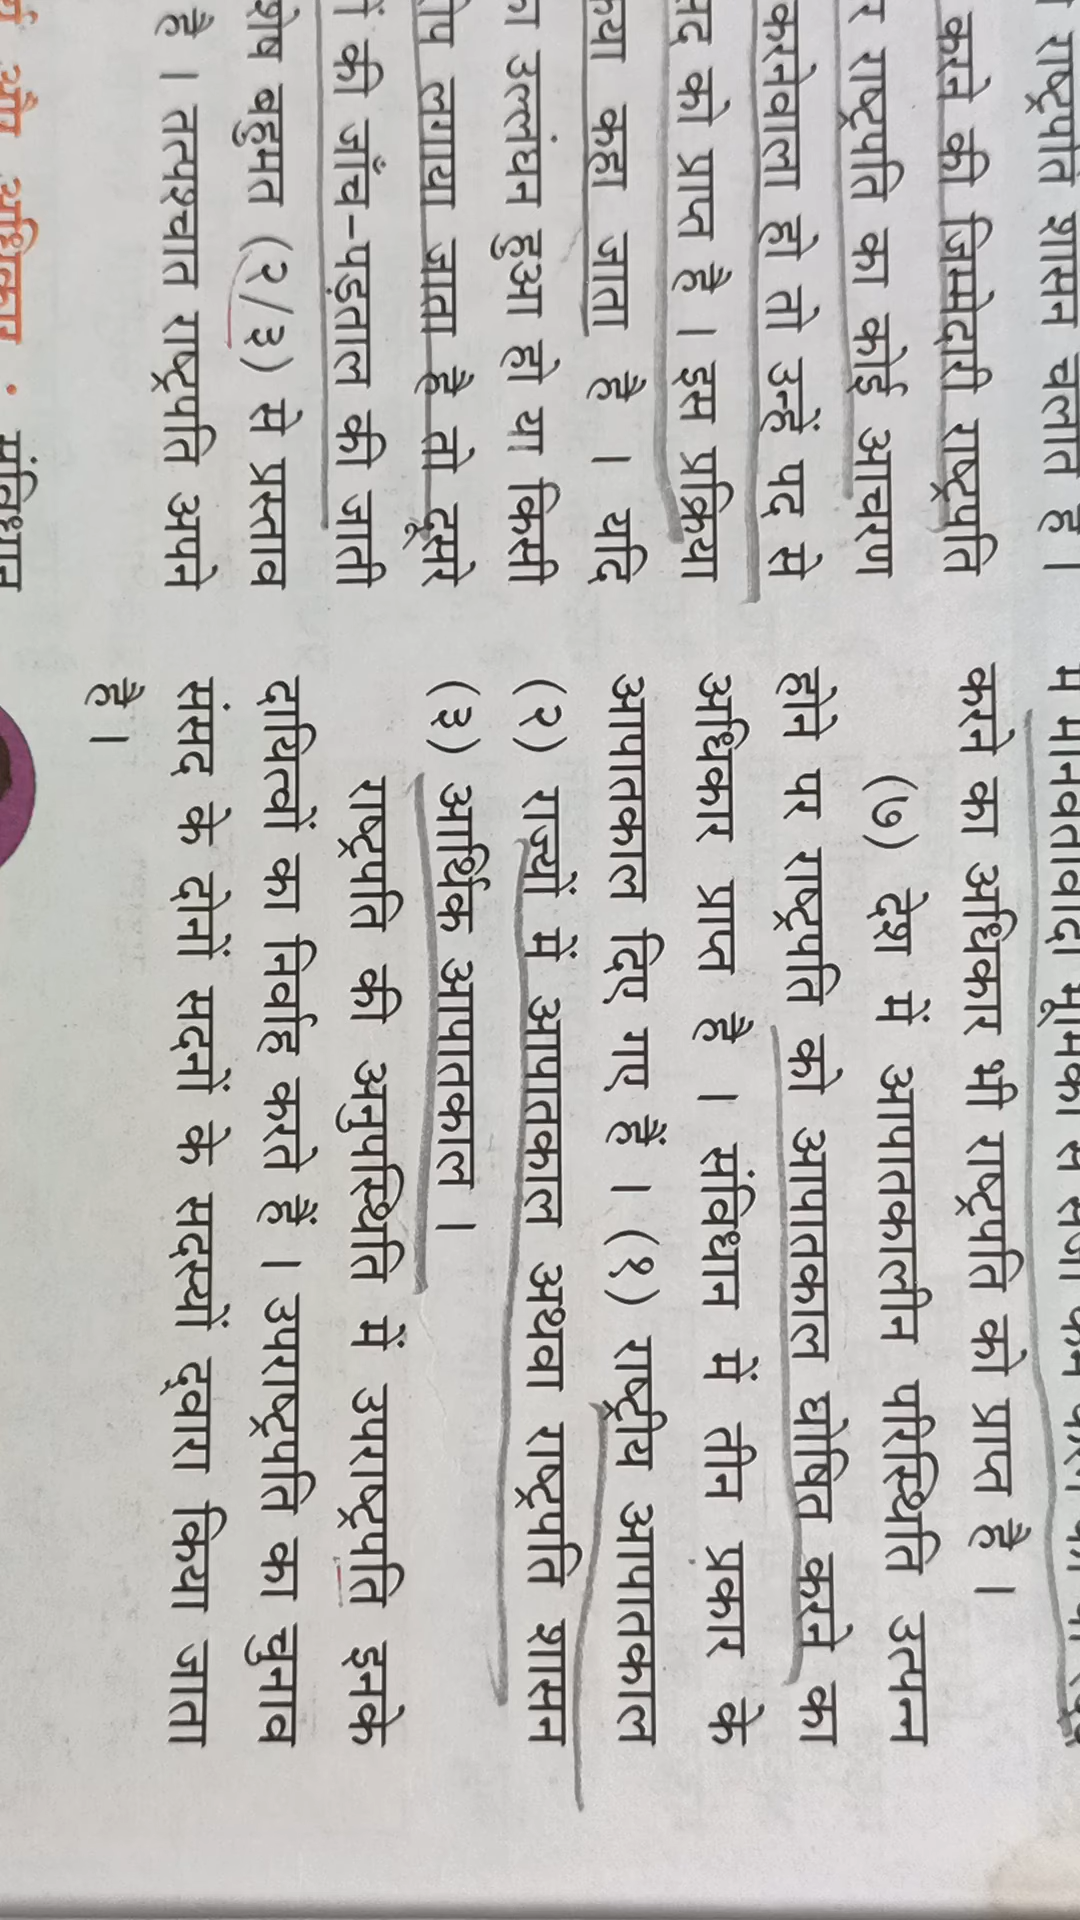 राष्ट्रपति शासन चलाते हैं ।
करने की जिम्मेदारी राष्ट्रपति
राष्ट्रपति का कोई आचरण
करनेवाला हो तो उन्हें पद से
को प्राप्त है । इस प्रक्रिया
कहा जाता है । यदि
उल्लंघन हुआ हो या किसी
लगाया जाता है तो दूसरे
की जाँच-पड़ताल की जाती
बहुमत (२/३) से प्रस्ताव
है । तत्पश्चात राष्ट्रपति अपने
संविधान
करने का अधिकार भी राष्ट्रपति को प्राप्त है ।
(७) देश में आपातकालीन परिस्थिति उत्पन्न
होने पर राष्ट्रपति को आपातकाल घोषित करने का
अधिकार प्राप्त है । संविधान में तीन प्रकार के
आपातकाल दिए गए हैं । (१) राष्ट्रीय आपातकाल
(२) राज्यों में आपातकाल अथवा राष्ट्रपति शासन
(३) आर्थिक आपातकाल ।
राष्ट्रपति की अनुपस्थिति में उपराष्ट्रपति इनके
दायित्वों का निर्वाह करते हैं । उपराष्ट्रपति का चुनाव
संसद के दोनों सदनों के सदस्यों द्वारा किया जाता
है ।